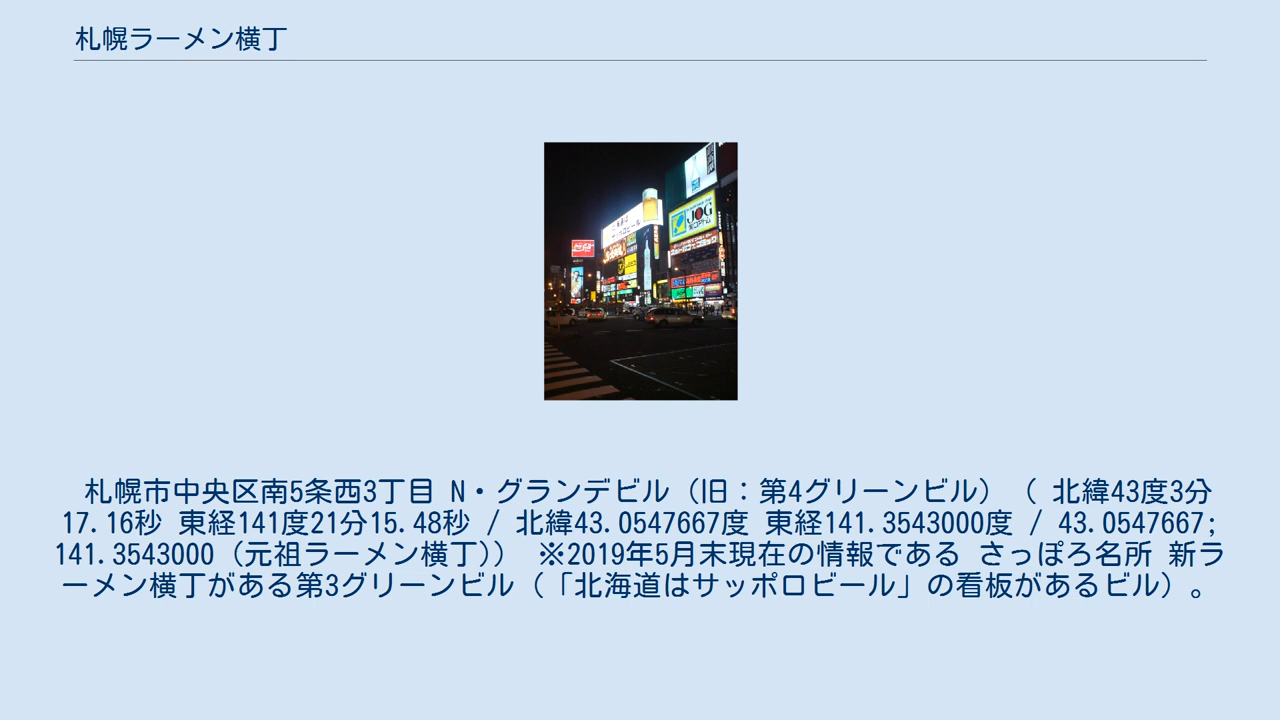 札幌ラーメン横丁
JOG
札幌市中央区南5条西3丁目 N・グランデビル（旧：第4グリーンビル）（ 北緯43度3分
17.16秒 東経141度21分15.48秒 / 北緯43.0547667度 東経141.3543000度 / 43.0547667;
141.3543000（元祖ラーメン横丁)） ※2019年5月末現在の情報である さっぽろ名所 新ラ
ーメン横丁がある第3グリーンビル（「北海道はサッポロビール」の看板があるビル）。